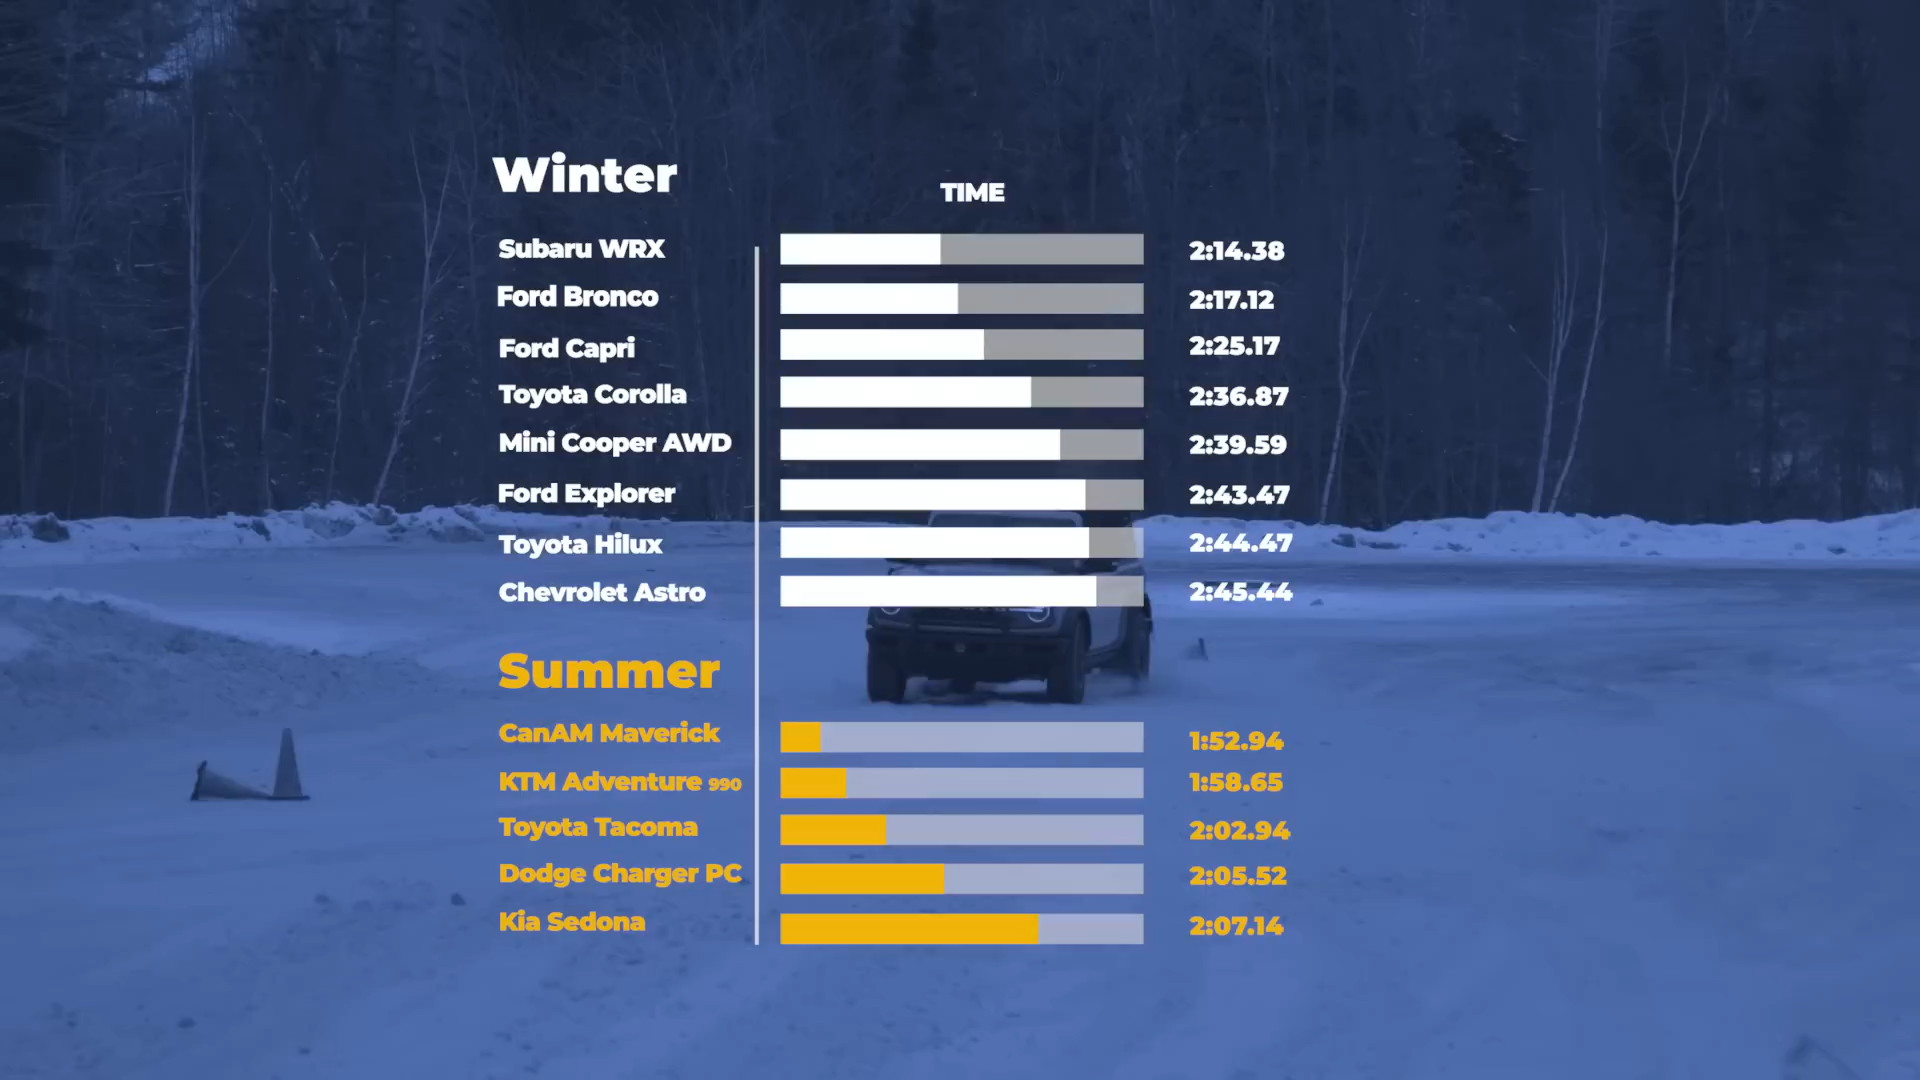 Winter
TIME
Subaru WRX 2:14.38
Ford Bronco 2:17.12
Ford Capri 2:25.17
Toyota Corolla 2:36.87
Mini Cooper AWD 2:39.59
Ford Explorer 2:43.47
Toyota Hilux 2:44.47
Chevrolet Astro 2:45.44
Summer
CanAM Maverick 1:52.94
KTM Adventure 990 1:58.65
Toyota Tacoma 2:02.94
Dodge Charger PC 2:05.52
Kia Sedona 2:07.14